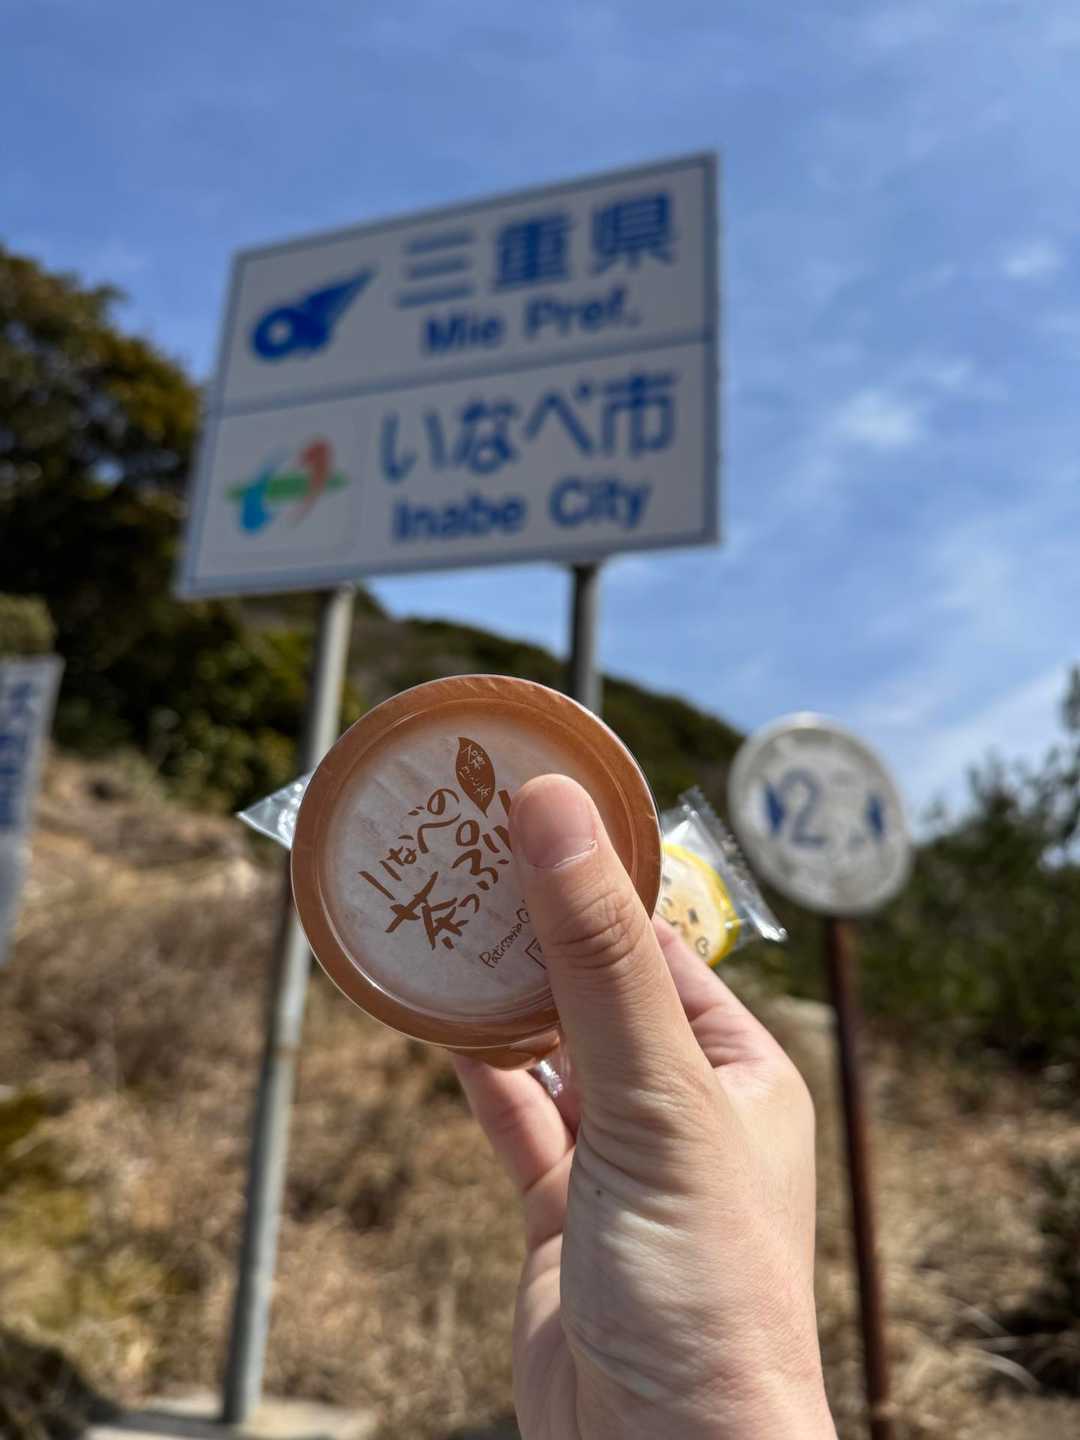 三重県
Mie Pref.
いなべ市
Inabe City
いなべの
茶っぷり
Patisserie
2